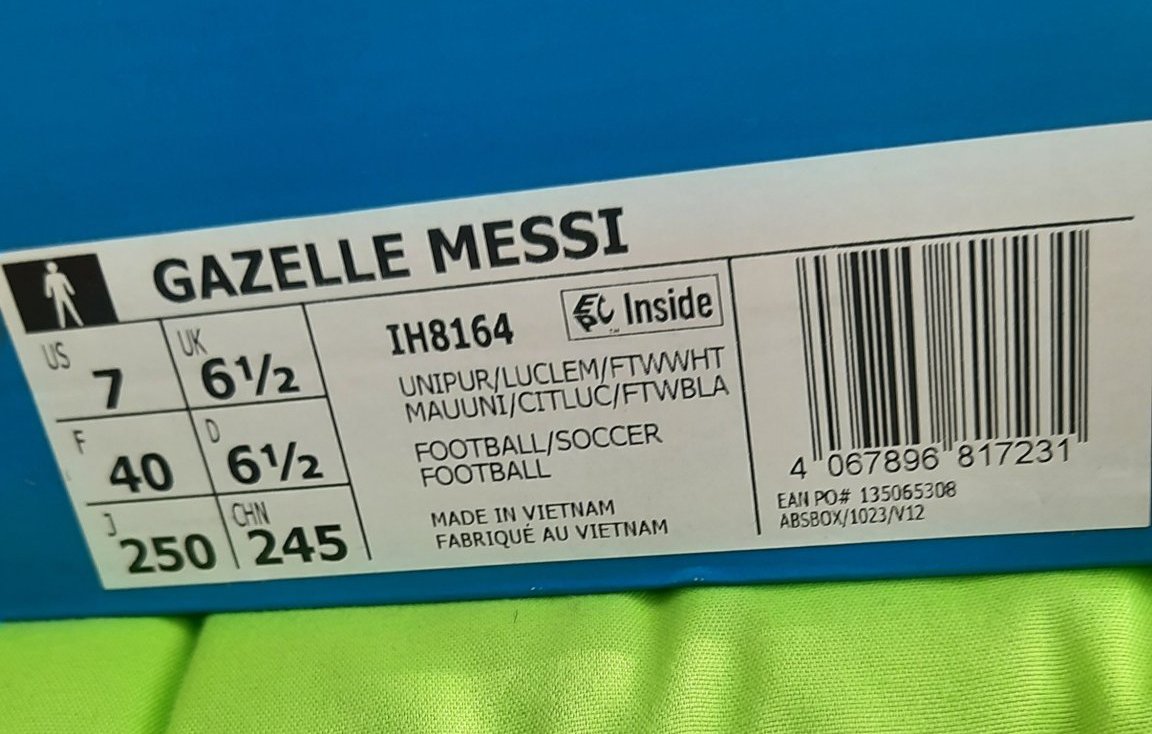 GAZELLE MESSI
US 7 UK 6½
F 40 D 6½
J 250 CHN 245
IH8164
Inside
UNIPUR/LUCLEM/FTWWHT
MAUUNI/CITLUC/FTWBLA
FOOTBALL/SOCCER
FOOTBALL
MADE IN VIETNAM
FABRIQUÉ AU VIETNAM
4 067896 817231
EAN PO# 135065308
ABSBOX/1023/V12